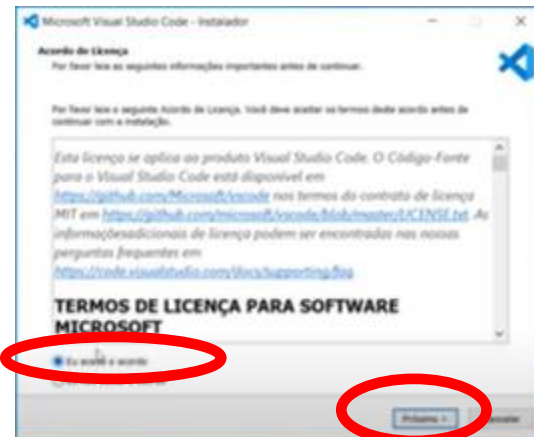 Microsoft Visual Studio Code - Instalador
Acordo de Licença
Por favor leia as seguintes informações importantes antes de continuar.
Por favor leia o seguinte Acordo de Licença. Você deve aceitar os termos deste acordo antes de
continuar com a instalação.
Esta licença se aplica ao produto Visual Studio Code. O Código-Fonte
para o Visual Studio Code está disponível em
https://github.com/Microsoft/vscode nos termos do contrato de licença
MIT em https://github.com/microsoft/vscode/blob/master/LICENSE.txt. As
informaçõesadicionais de licença podem ser encontradas nas nossas
perguntas frequentes em
https://code.visualstudio.com/docs/supporting/faq
TERMOS DE LICENÇA PARA SOFTWARE
MICROSOFT
Eu aceito o acordo
Próximo >